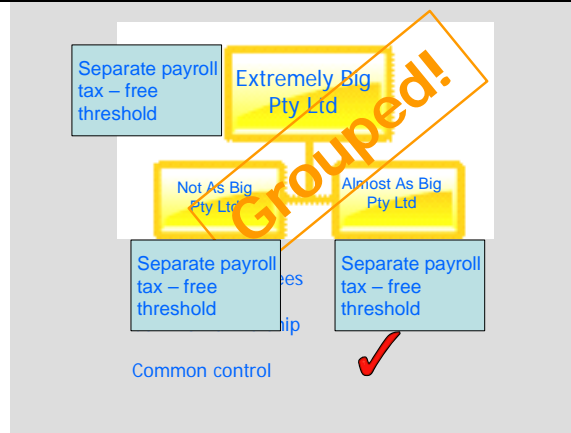 Separate payroll
tax – free
threshold
Extremely Big
Pty Ltd
Grouped!
Not As Big
Pty Ltd
Almost As Big
Pty Ltd
Separate payroll
tax – free
threshold
Separate payroll
tax – free
threshold
Common control